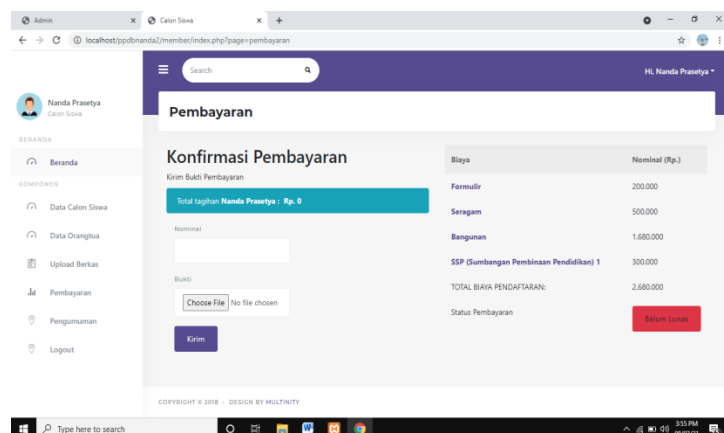 Admin
Calon Siswa
localhost/ppdbnanda2/member/index.php?page=pembayaran
Search
Hi, Nanda Prasetya
Nanda Prasetya
Calon Siswa
Pembayaran
BERANDA
Beranda
KOMPONEN
Data Calon Siswa
Data Orangtua
Upload Berkas
Pembayaran
Pengumuman
Logout
Konfirmasi Pembayaran
Kirim Bukti Pembayaran
Total tagihan Nanda Prasetya : Rp. 0
Nominal
Bukti
Choose File No file chosen
Kirim
Biaya Nominal (Rp.)
Formulir 200.000
Seragam 500.000
Bangunan 1.680.000
SSP (Sumbangan Pembinaan Pendidikan) 1 300.000
TOTAL BIAYA PENDAFTARAN: 2.680.000
Status Pembayaran Belum Lunas
COPYRIGHT © 2018 - DESIGN BY MULTINITY
Type here to search
3:55 PM